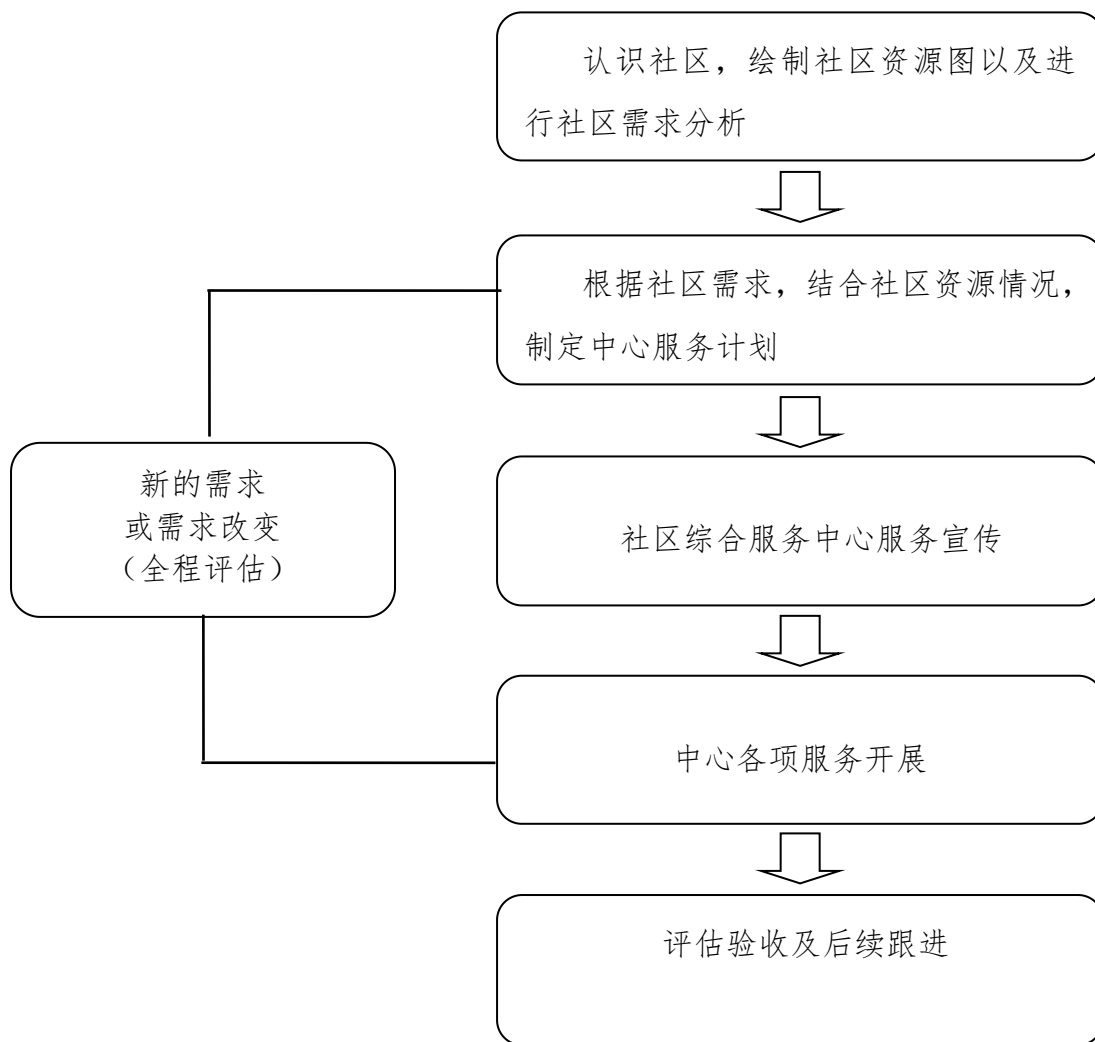 认识社区，绘制社区资源图以及进
行社区需求分析
根据社区需求，结合社区资源情况，
制定中心服务计划
新的需求
或需求改变
（全程评估）
社区综合服务中心服务宣传
中心各项服务开展
评估验收及后续跟进